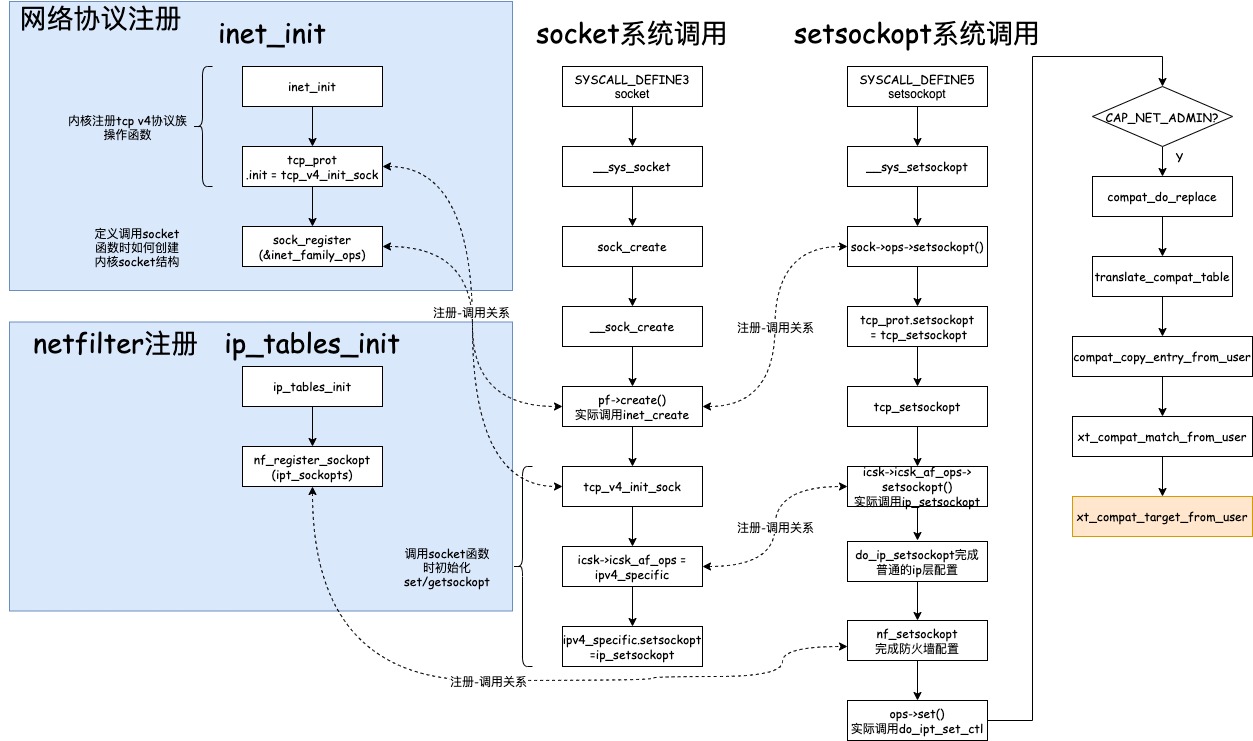 网络协议注册
inet_init
inet_init
内核注册tcp v4协议族
操作函数
tcp_prot
.init = tcp_v4_init_sock
定义调用socket
函数时如何创建
内核socket结构
sock_register
(&inet_family_ops)
注册-调用关系
netfilter注册 ip_tables_init
ip_tables_init
nf_register_sockopt
(ipt_sockopts)
调用socket函数
时初始化
set/getsockopt
注册-调用关系
socket系统调用
SYSCALL_DEFINE3
socket
__sys_socket
sock_create
__sock_create
pf->create()
实际调用inet_create
tcp_v4_init_sock
icsk->icsk_af_ops =
ipv4_specific
ipv4_specific.setsockopt
=ip_setsockopt
注册-调用关系
注册-调用关系
setsockopt系统调用
SYSCALL_DEFINE5
setsockopt
__sys_setsockopt
sock->ops->setsockopt()
tcp_prot.setsockopt
= tcp_setsockopt
tcp_setsockopt
icsk->icsk_af_ops->
setsockopt()
实际调用ip_setsockopt
do_ip_setsockopt完成
普通的ip层配置
nf_setsockopt
完成防火墙配置
ops->set()
实际调用do_ipt_set_ctl
CAP_NET_ADMIN?
Y
compat_do_replace
translate_compat_table
compat_copy_entry_from_user
xt_compat_match_from_user
xt_compat_target_from_user